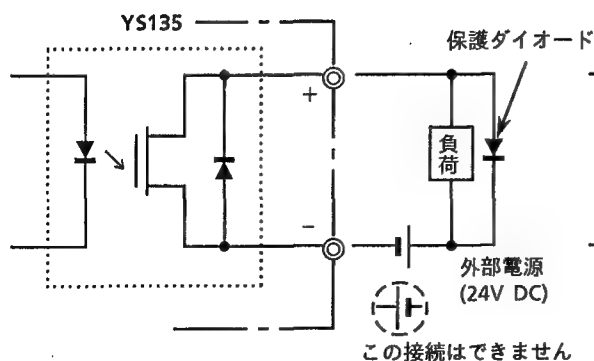 YS135
保護ダイオード
+
負荷
−
外部電源
(24V DC)
この接続はできません